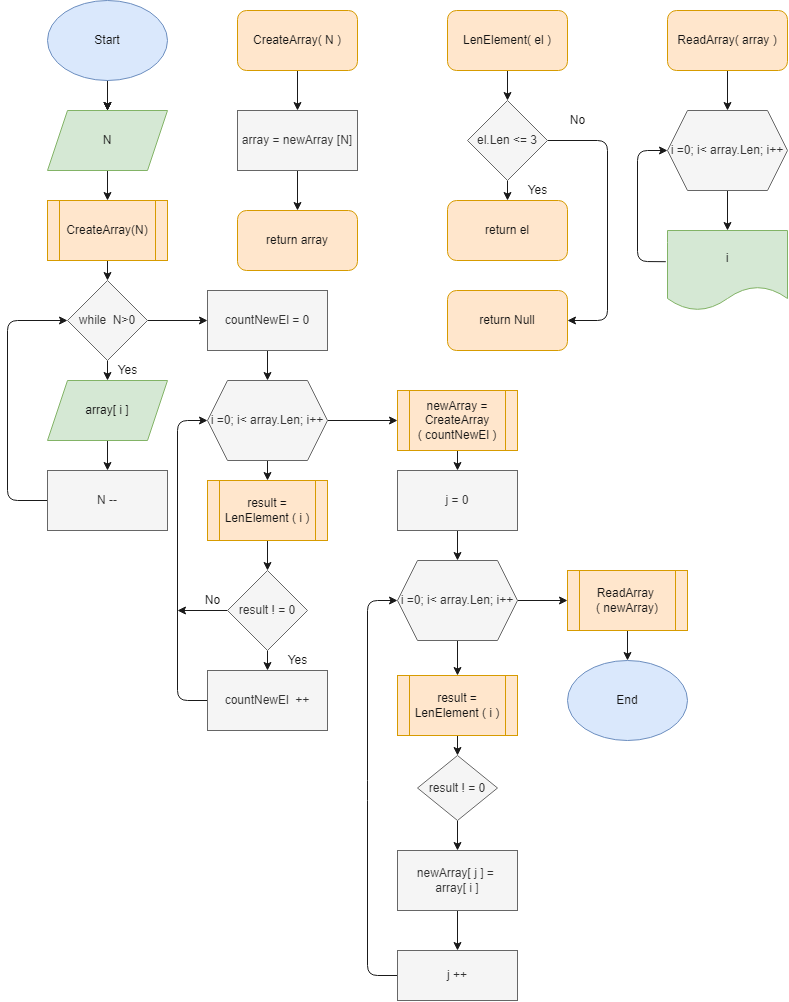 Start
N
CreateArray(N)
while N>0
Yes
array[ i ]
N --
CreateArray( N )
array = newArray [N]
return array
LenElement( el )
el.Len <= 3
No
Yes
return el
return Null
ReadArray( array )
i =0; i< array.Len; i++
i
countNewEl = 0
i =0; i< array.Len; i++
result =
LenElement ( i )
result ! = 0
No
Yes
countNewEl ++
newArray =
CreateArray
( countNewEl )
j = 0
i =0; i< array.Len; i++
result =
LenElement ( i )
result ! = 0
newArray[ j ] =
array[ i ]
j ++
ReadArray
( newArray)
End